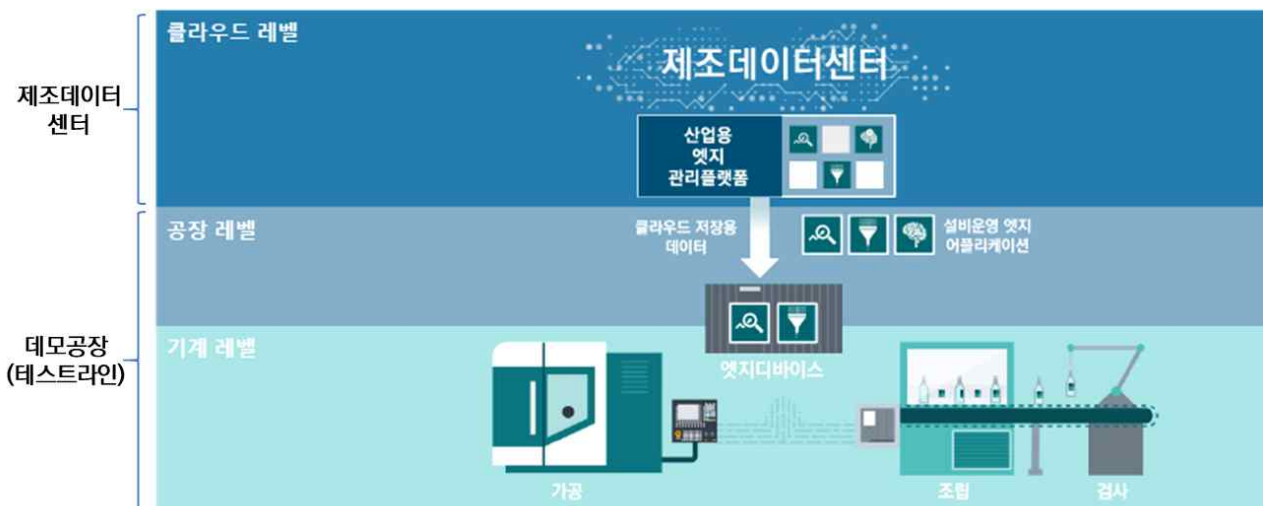 클라우드 레벨
제조데이터센터
제조데이터
센터
산업용
엣지
관리플랫폼
공장 레벨
클라우드 저장용
데이터
설비운영 엣지
어플리케이션
데모공장
(테스트라인)
기계 레벨
엣지디바이스
가공
조립
검사